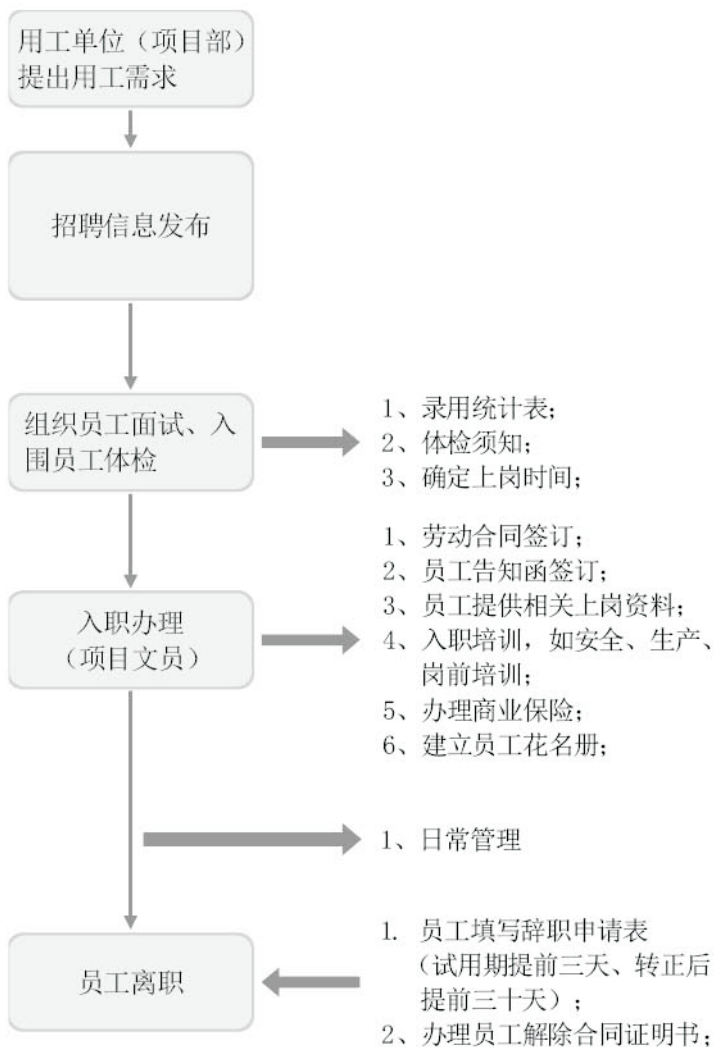 用工单位（项目部）
提出用工需求
招聘信息发布
组织员工面试、入
围员工体检
1、录用统计表；
2、体检须知；
3、确定上岗时间；
入职办理
（项目文员）
1、劳动合同签订；
2、员工告知函签订；
3、员工提供相关上岗资料；
4、入职培训，如安全、生产、
岗前培训；
5、办理商业保险；
6、建立员工花名册；
1、日常管理
员工离职
1. 员工填写辞职申请表
（试用期提前三天、转正后
提前三十天）；
2、办理员工解除合同证明书；